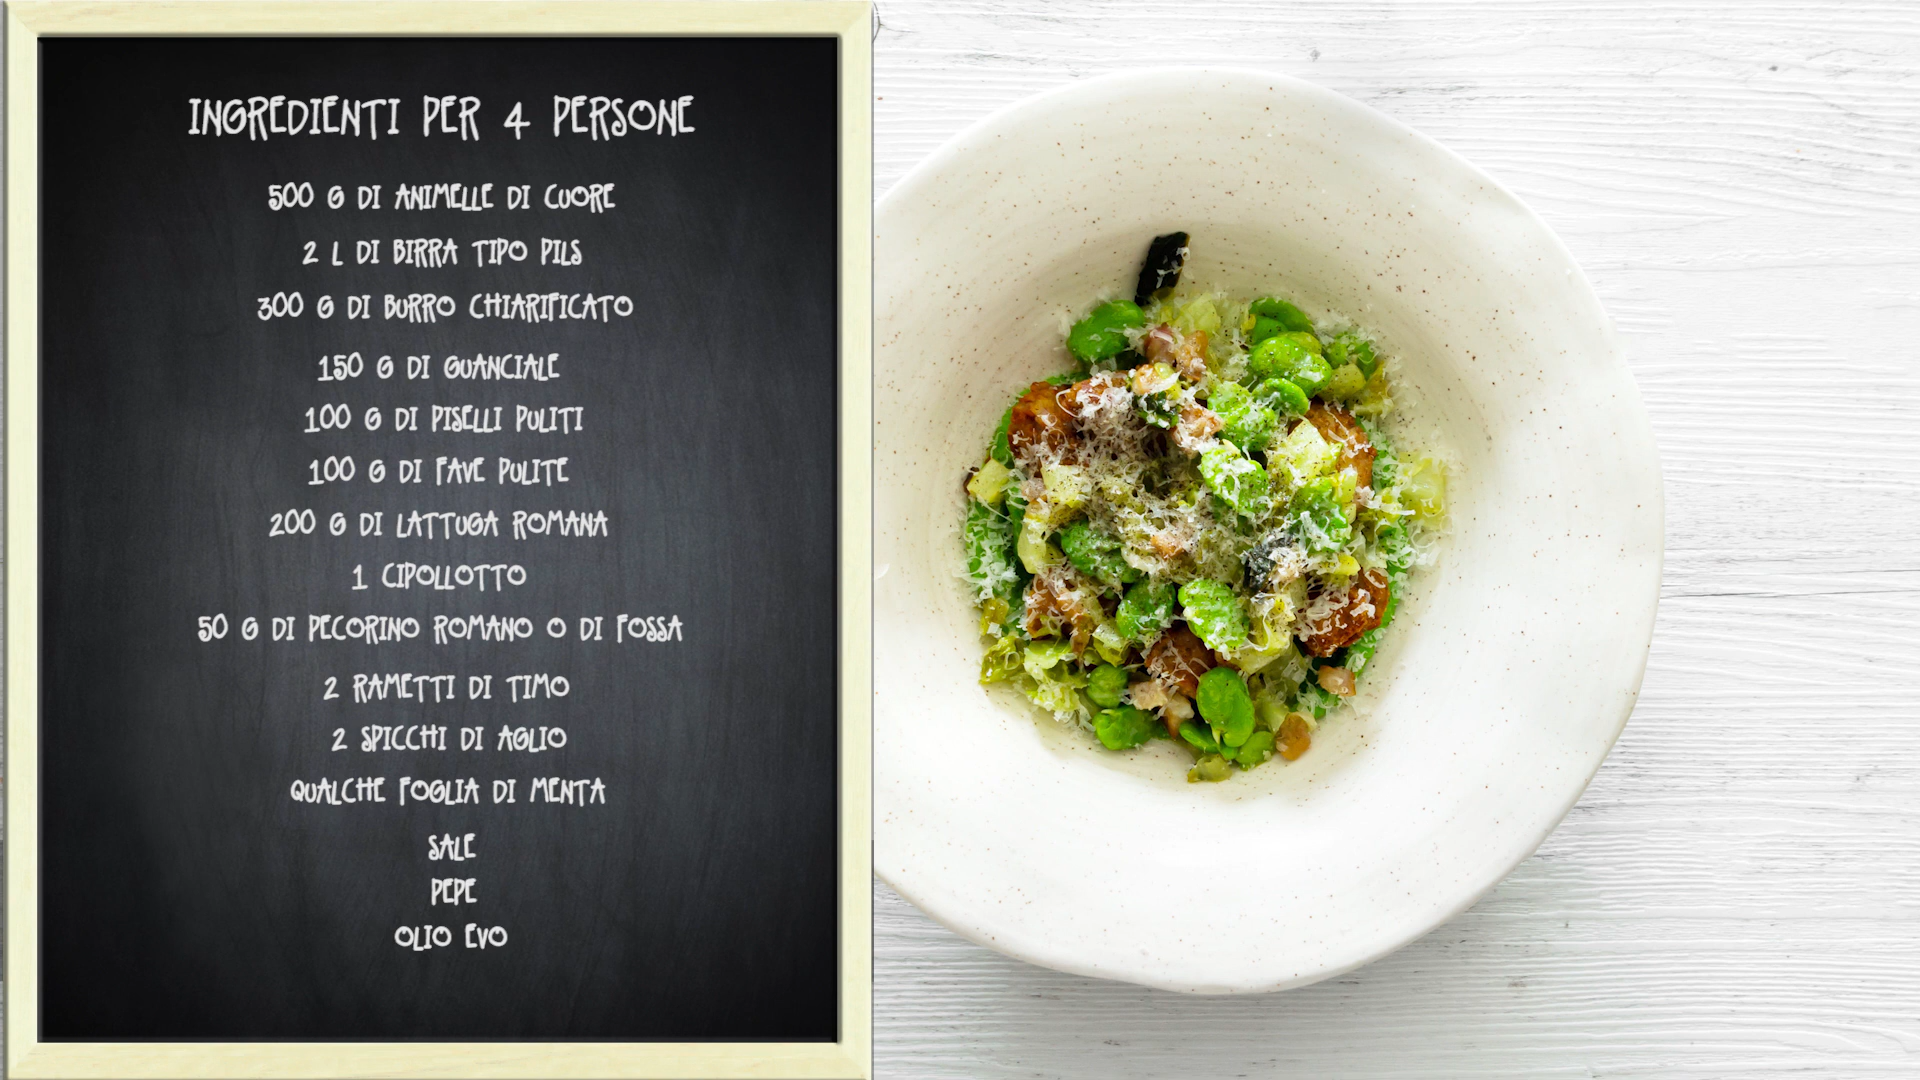 INGREDIENTI PER 4 PERSONE
500 G DI ANIMELLE DI CUORE
2 L DI BIRRA TIPO PILS
300 G DI BURRO CHIARIFICATO
150 G DI GUANCIALE
100 G DI PISELLI PULITI
100 G DI FAVE PULITE
200 G DI LATTUGA ROMANA
1 CIPOLLOTTO
50 G DI PECORINO ROMANO O DI FOSSA
2 RAMETTI DI TIMO
2 SPICCHI DI AGLIO
QUALCHE FOGLIA DI MENTA
SALE
PEPE
OLIO EVO